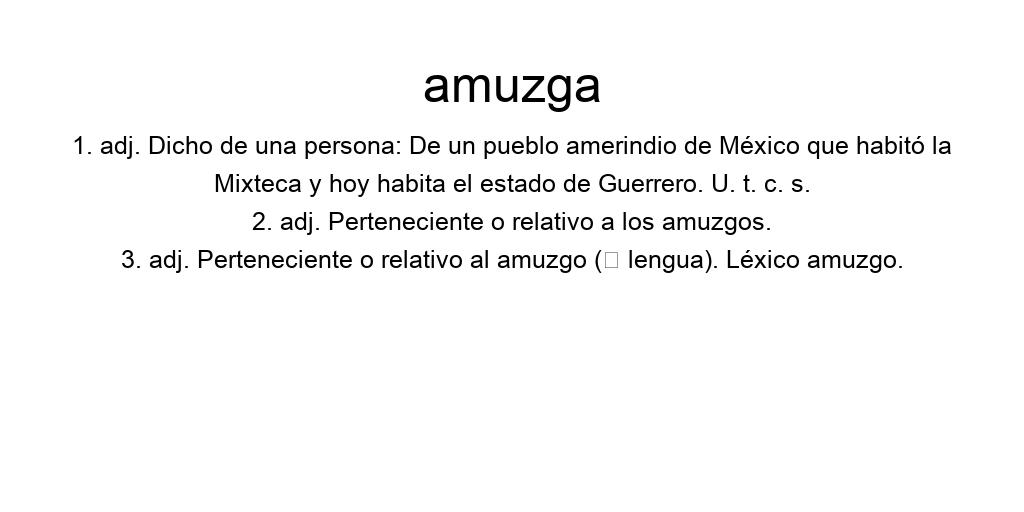 amuzga
1. adj. Dicho de una persona: De un pueblo amerindio de México que habitó la
Mixteca y hoy habita el estado de Guerrero. U. t. c. s.
2. adj. Perteneciente o relativo a los amuzgos.
3. adj. Perteneciente o relativo al amuzgo (□ lengua). Léxico amuzgo.